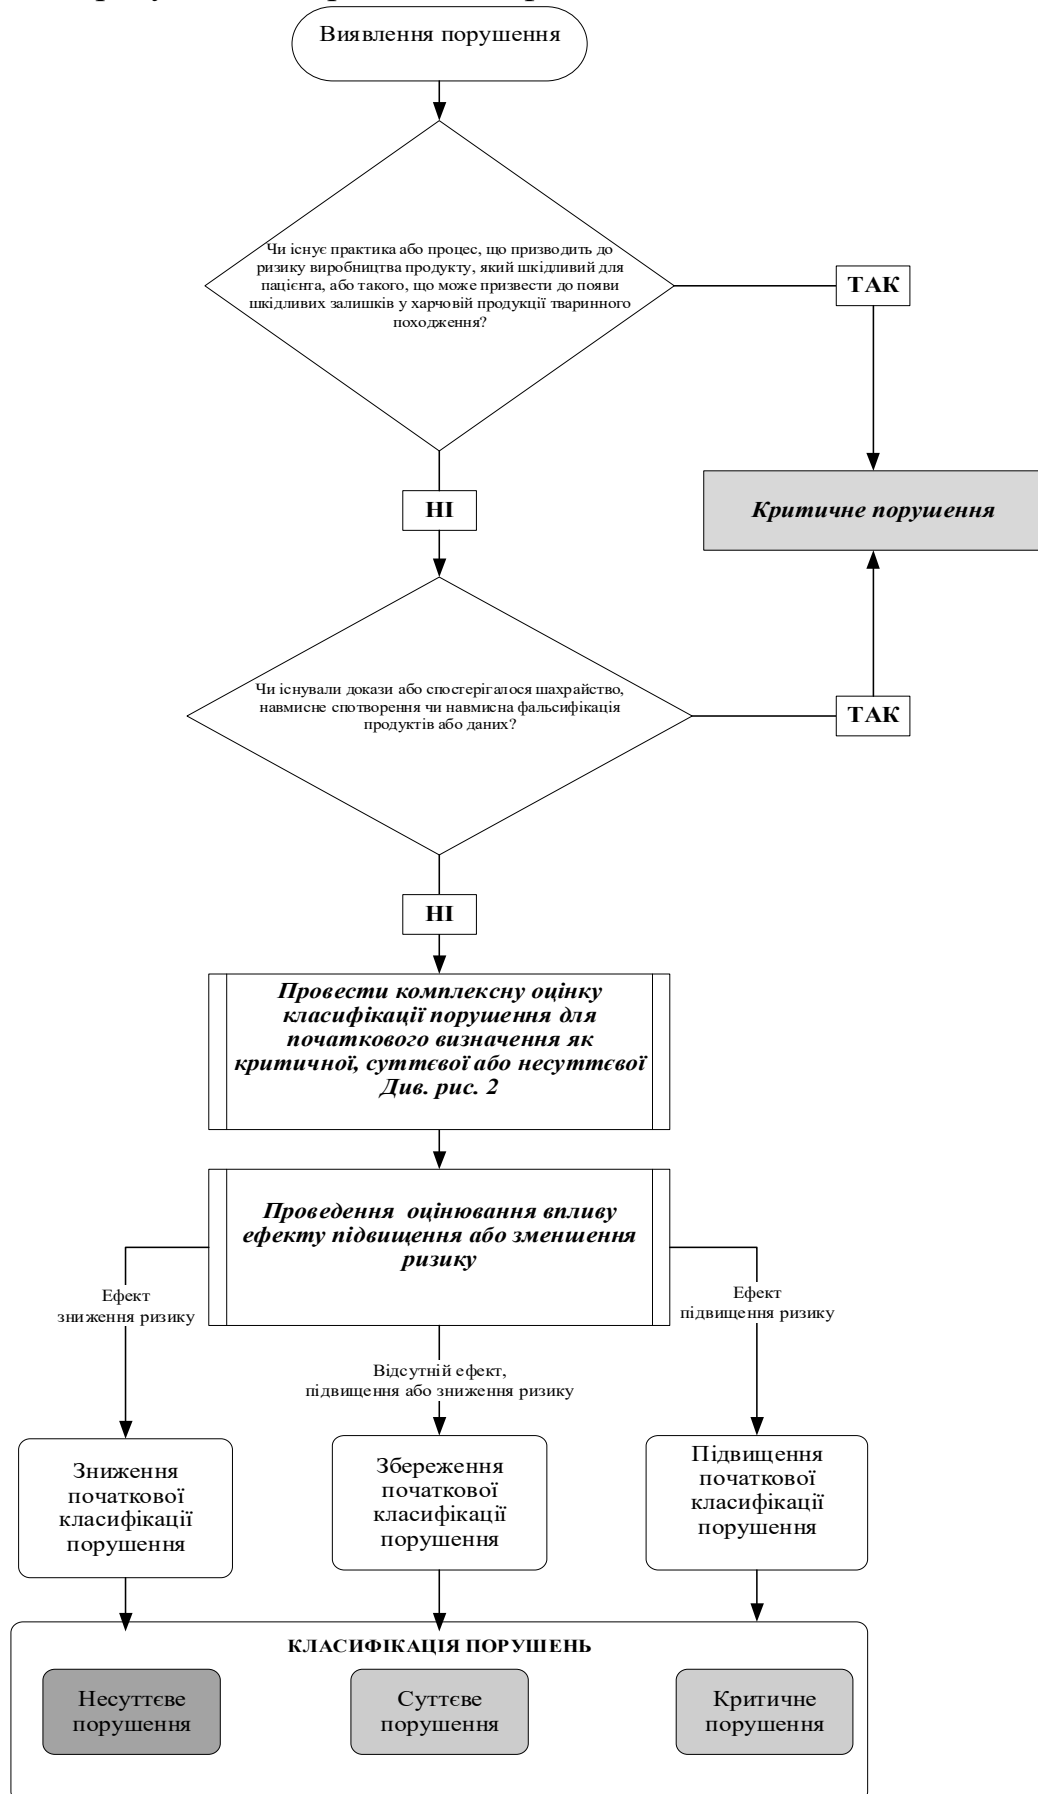 Виявлення порушення
Чи існує практика або процес, що призводить до
ризику виробництва продукту, який шкідливий для
пацієнта, або такого, що може призвести до появи
шкідливих залишків у харчовій продукції тваринного
походження?
ТАК
НІ
Критичне порушення
Чи існували докази або спостерігалося шахрайство,
навмисне спотворення чи навмисна фальсифікація
продуктів або даних?
ТАК
НІ
Провести комплексну оцінку
класифікації порушення для
початкового визначення як
критичної, суттєвої або несуттєвої
Див. рис. 2
Проведення оцінювання впливу
ефекту підвищення або зменшення
ризику
Ефект
зниження ризику
Відсутній ефект,
підвищення або зниження ризику
Ефект
підвищення ризику
Зниження
початкової
класифікації
порушення
Збереження
початкової
класифікації
порушення
Підвищення
початкової
класифікації
порушення
КЛАСИФІКАЦІЯ ПОРУШЕНЬ
Несуттєве
порушення
Суттєве
порушення
Критичне
порушення